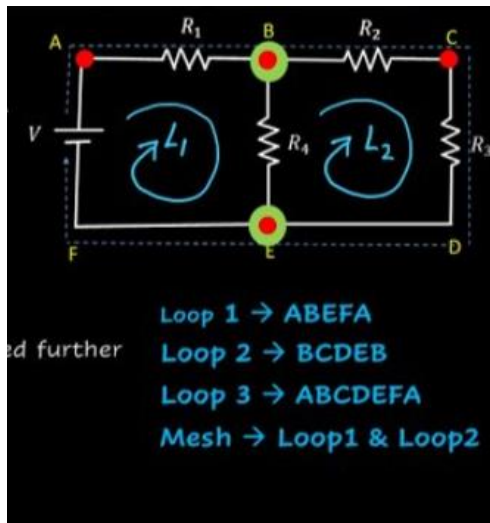 R1
B
R2
C
A
V
L1
R4
L2
R3
F
E
D
Loop 1 → ABEFA
ed further
Loop 2 → BCDEB
Loop 3 → ABCDEFA
Mesh → Loop1 & Loop2